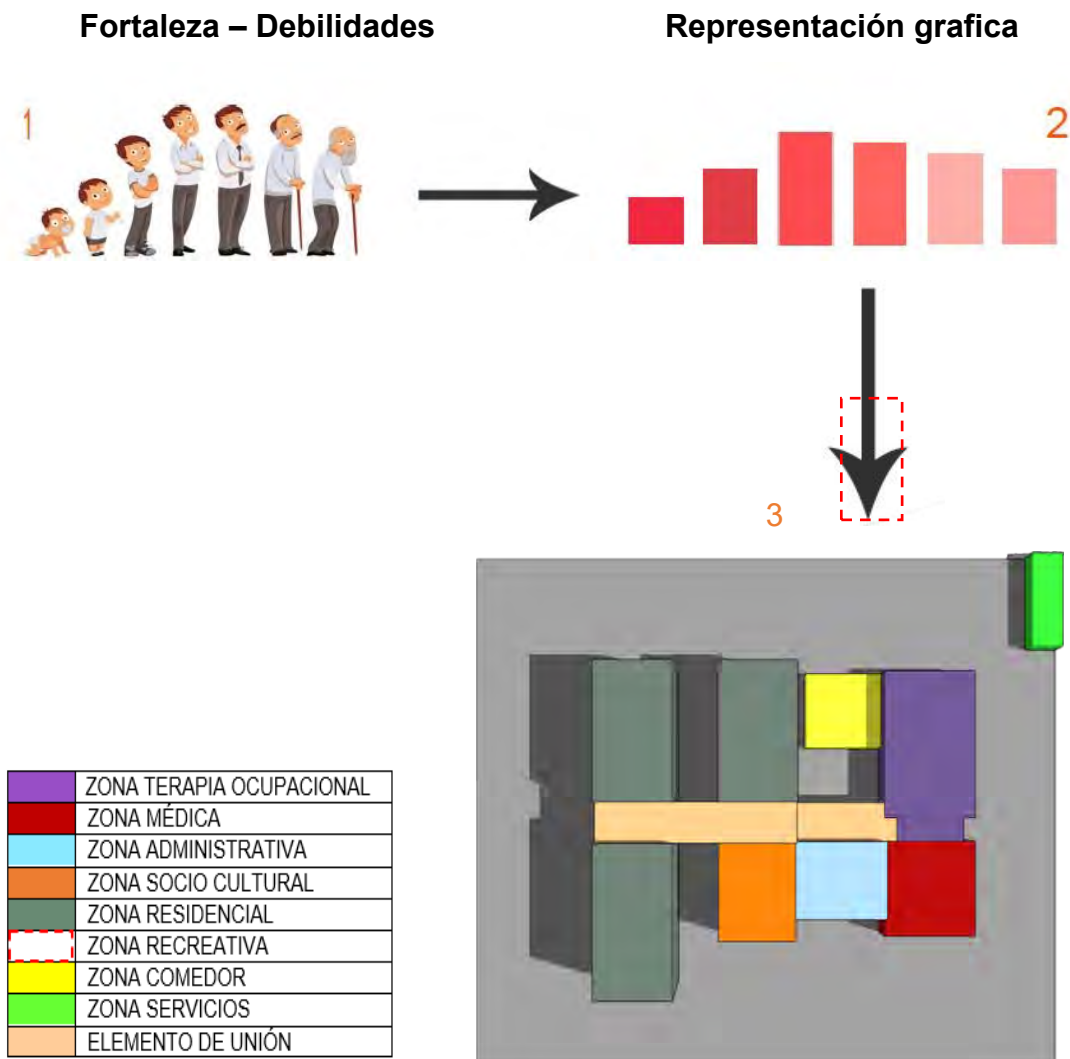 Fortaleza – Debilidades
Representación grafica
1
2
3
ZONA TERAPIA OCUPACIONAL
ZONA MÉDICA
ZONA ADMINISTRATIVA
ZONA SOCIO CULTURAL
ZONA RESIDENCIAL
ZONA RECREATIVA
ZONA COMEDOR
ZONA SERVICIOS
ELEMENTO DE UNIÓN